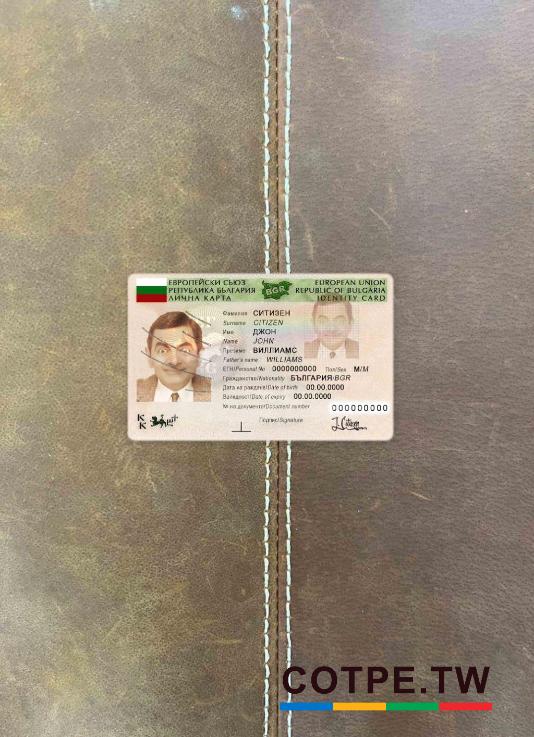 ЕВРОПЕЙСКИ СЪЮЗ EUROPEAN UNION
РЕПУБЛИКА БЪЛГАРИЯ BGR REPUBLIC OF BULGARIA
ЛИЧНА КАРТА IDENTITY CARD
Фамилия СИТИЗЕН
Surname CITIZEN
Име ДЖОН
Name JOHN
Презиме ВИЛЛИАМС
Father's name WILLIAMS
ЕГН/Personal No 0000000000 Пол/Sex М/M
Гражданство/Nationality БЪЛГАРИЯ/BGR
Дата на раждане/Date of birth 00.00.0000
Валидност/Date of expiry 00.00.0000
№ на документа/Document number 000000000
Подпис/Signature
J.Citizen
COTPE.TW